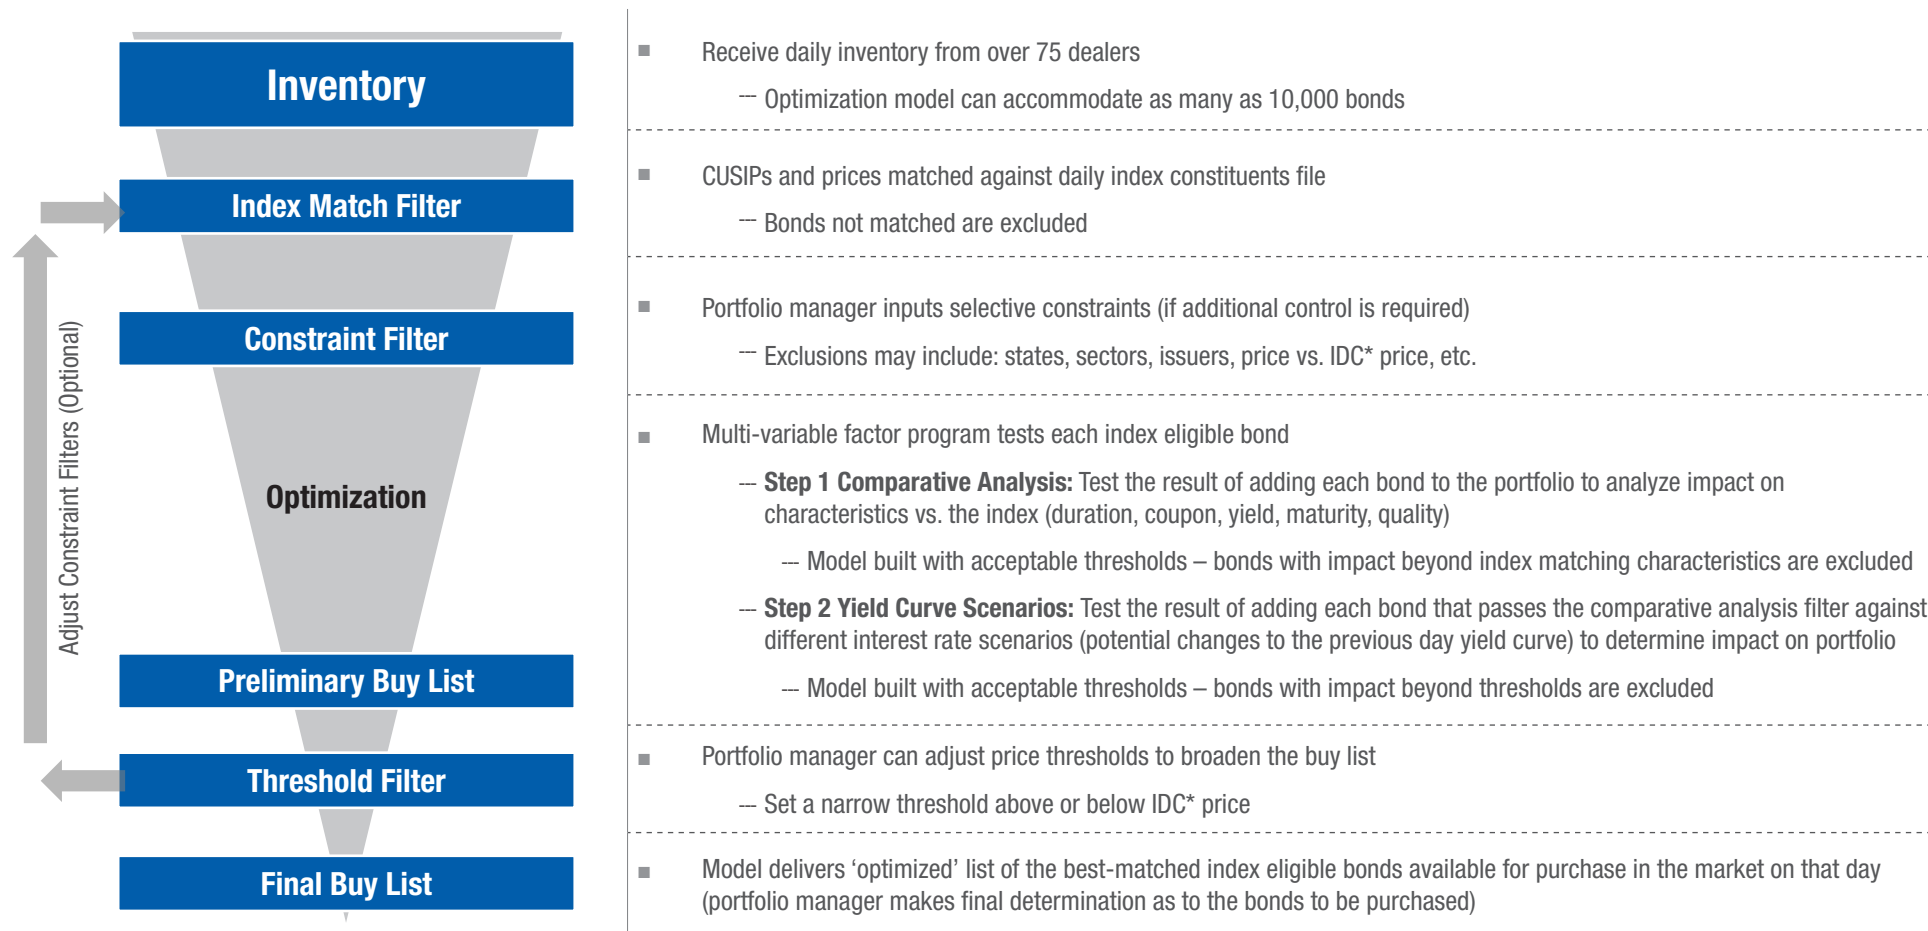 Inventory
Receive daily inventory from over 75 dealers
— Optimization model can accommodate as many as 10,000 bonds
Index Match Filter
CUSIPs and prices matched against daily index constituents file
— Bonds not matched are excluded
Constraint Filter
Portfolio manager inputs selective constraints (if additional control is required)
— Exclusions may include: states, sectors, issuers, price vs. IDC* price, etc.
Adjust Constraint Filters (Optional)
Optimization
Multi-variable factor program tests each index eligible bond
— Step 1 Comparative Analysis: Test the result of adding each bond to the portfolio to analyze impact on
characteristics vs. the index (duration, coupon, yield, maturity, quality)
— Model built with acceptable thresholds – bonds with impact beyond index matching characteristics are excluded
— Step 2 Yield Curve Scenarios: Test the result of adding each bond that passes the comparative analysis filter against
different interest rate scenarios (potential changes to the previous day yield curve) to determine impact on portfolio
— Model built with acceptable thresholds – bonds with impact beyond thresholds are excluded
Preliminary Buy List
Threshold Filter
Portfolio manager can adjust price thresholds to broaden the buy list
— Set a narrow threshold above or below IDC* price
Final Buy List
Model delivers ‘optimized’ list of the best-matched index eligible bonds available for purchase in the market on that day
(portfolio manager makes final determination as to the bonds to be purchased)